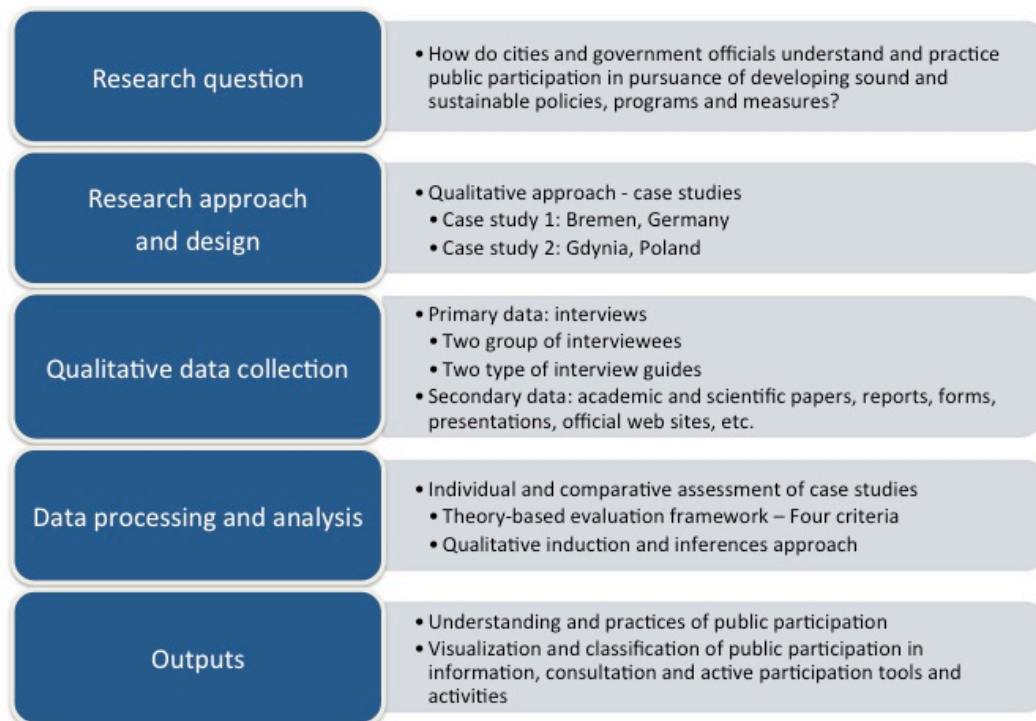 Research question
• How do cities and government officials understand and practice
public participation in pursuance of developing sound and
sustainable policies, programs and measures?
Research approach
and design
• Qualitative approach - case studies
• Case study 1: Bremen, Germany
• Case study 2: Gdynia, Poland
Qualitative data collection
• Primary data: interviews
• Two group of interviewees
• Two type of interview guides
• Secondary data: academic and scientific papers, reports, forms,
presentations, official web sites, etc.
Data processing and analysis
• Individual and comparative assessment of case studies
• Theory-based evaluation framework – Four criteria
• Qualitative induction and inferences approach
Outputs
• Understanding and practices of public participation
• Visualization and classification of public participation in
information, consultation and active participation tools and
activities